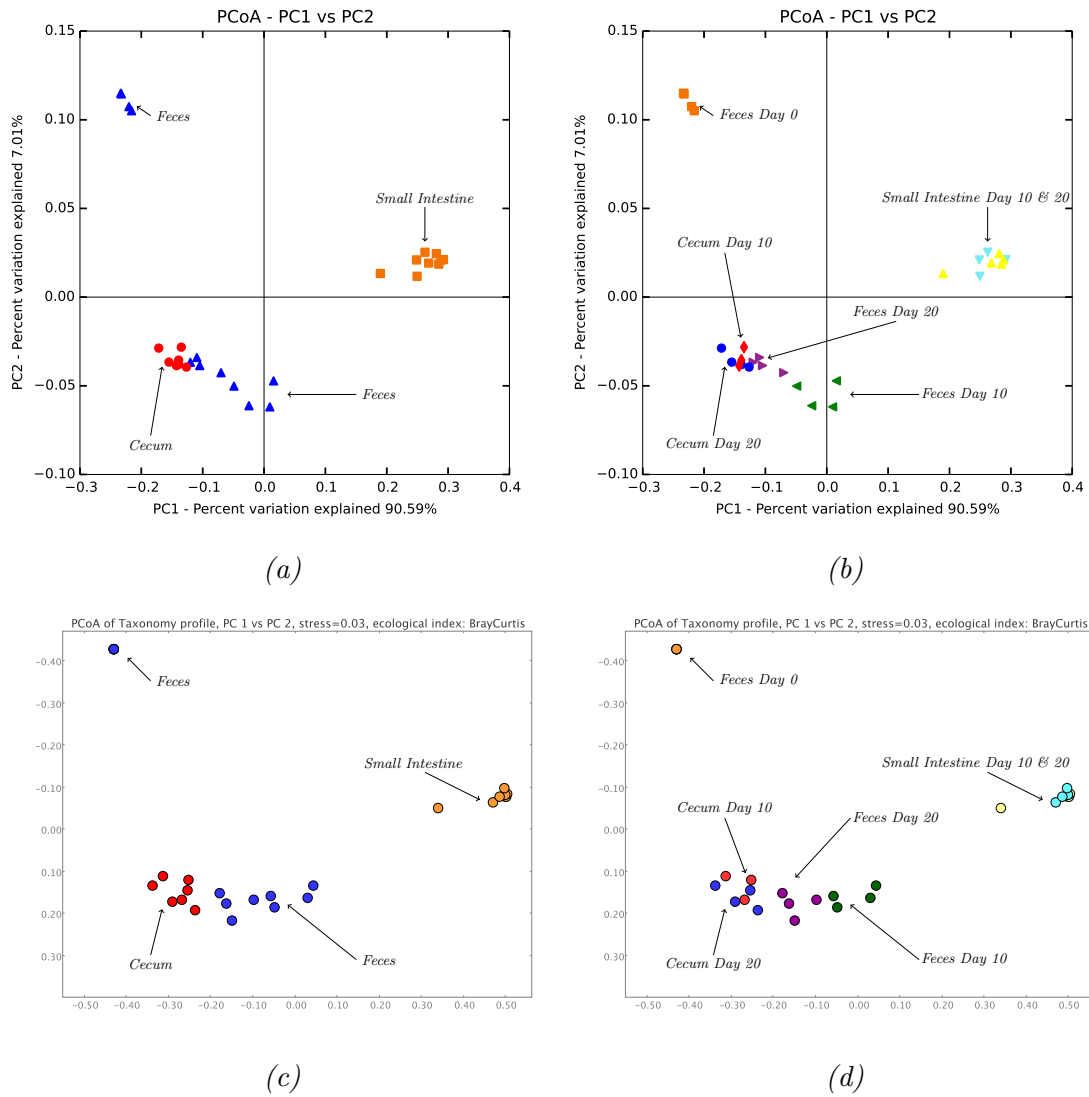 PCoA - PC1 vs PC2
0.15
0.10
0.05
0.00
−0.05
−0.10
PC2 - Percent variation explained 7.01%
Feces
Small Intestine
Feces
Cecum
−0.3 −0.2 −0.1 0.0 0.1 0.2 0.3 0.4
PC1 - Percent variation explained 90.59%
(a)
PCoA - PC1 vs PC2
0.15
0.10
0.05
0.00
−0.05
−0.10
PC2 - Percent variation explained 7.01%
Feces Day 0
Small Intestine Day 10 & 20
Cecum Day 10
Feces Day 20
Feces Day 10
Cecum Day 20
−0.3 −0.2 −0.1 0.0 0.1 0.2 0.3 0.4
PC1 - Percent variation explained 90.59%
(b)
PCoA of Taxonomy profile, PC 1 vs PC 2, stress=0.03, ecological index: BrayCurtis
−0.40
−0.30
−0.20
−0.10
0.00
0.10
0.20
0.30
Feces
Small Intestine
Cecum
Feces
−0.50 −0.40 −0.30 −0.20 −0.10 0.00 0.10 0.20 0.30 0.40 0.50
(c)
PCoA of Taxonomy profile, PC 1 vs PC 2, stress=0.03, ecological index: BrayCurtis
−0.40
−0.30
−0.20
−0.10
0.00
0.10
0.20
0.30
Feces Day 0
Small Intestine Day 10 & 20
Cecum Day 10
Feces Day 20
Feces Day 10
Cecum Day 20
−0.50 −0.40 −0.30 −0.20 −0.10 0.00 0.10 0.20 0.30 0.40 0.50
(d)